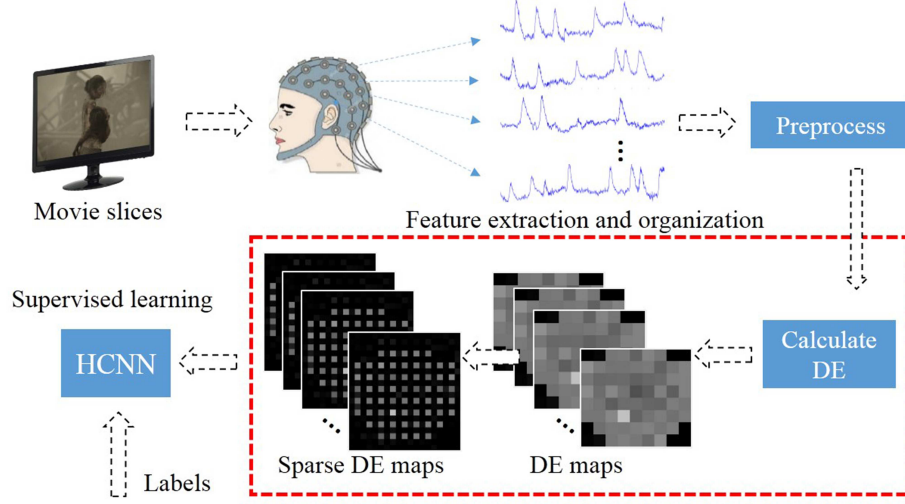 Preprocess
Movie slices
Feature extraction and organization
Supervised learning
HCNN
Calculate
DE
Sparse DE maps
DE maps
Labels